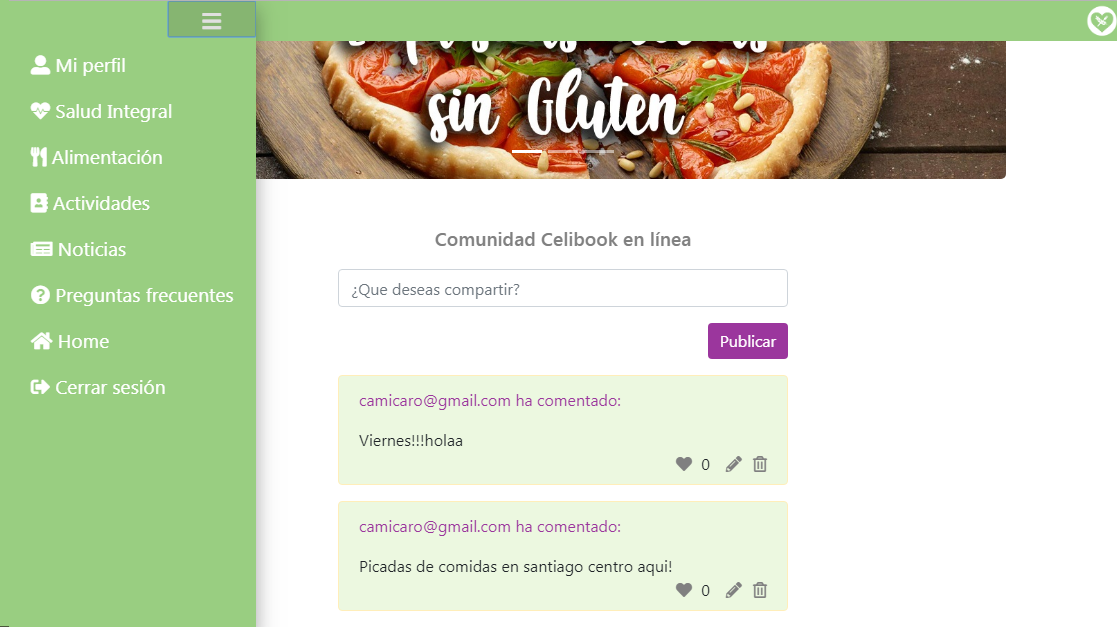 Mi perfil
Salud Integral
Alimentación
Actividades
Noticias
Preguntas frecuentes
Home
Cerrar sesión
sin Gluten
Comunidad Celibook en línea
¿Que deseas compartir?
Publicar
camicaro@gmail.com ha comentado:
Viernes!!!holaa
0
camicaro@gmail.com ha comentado:
Picadas de comidas en santiago centro aqui!
0